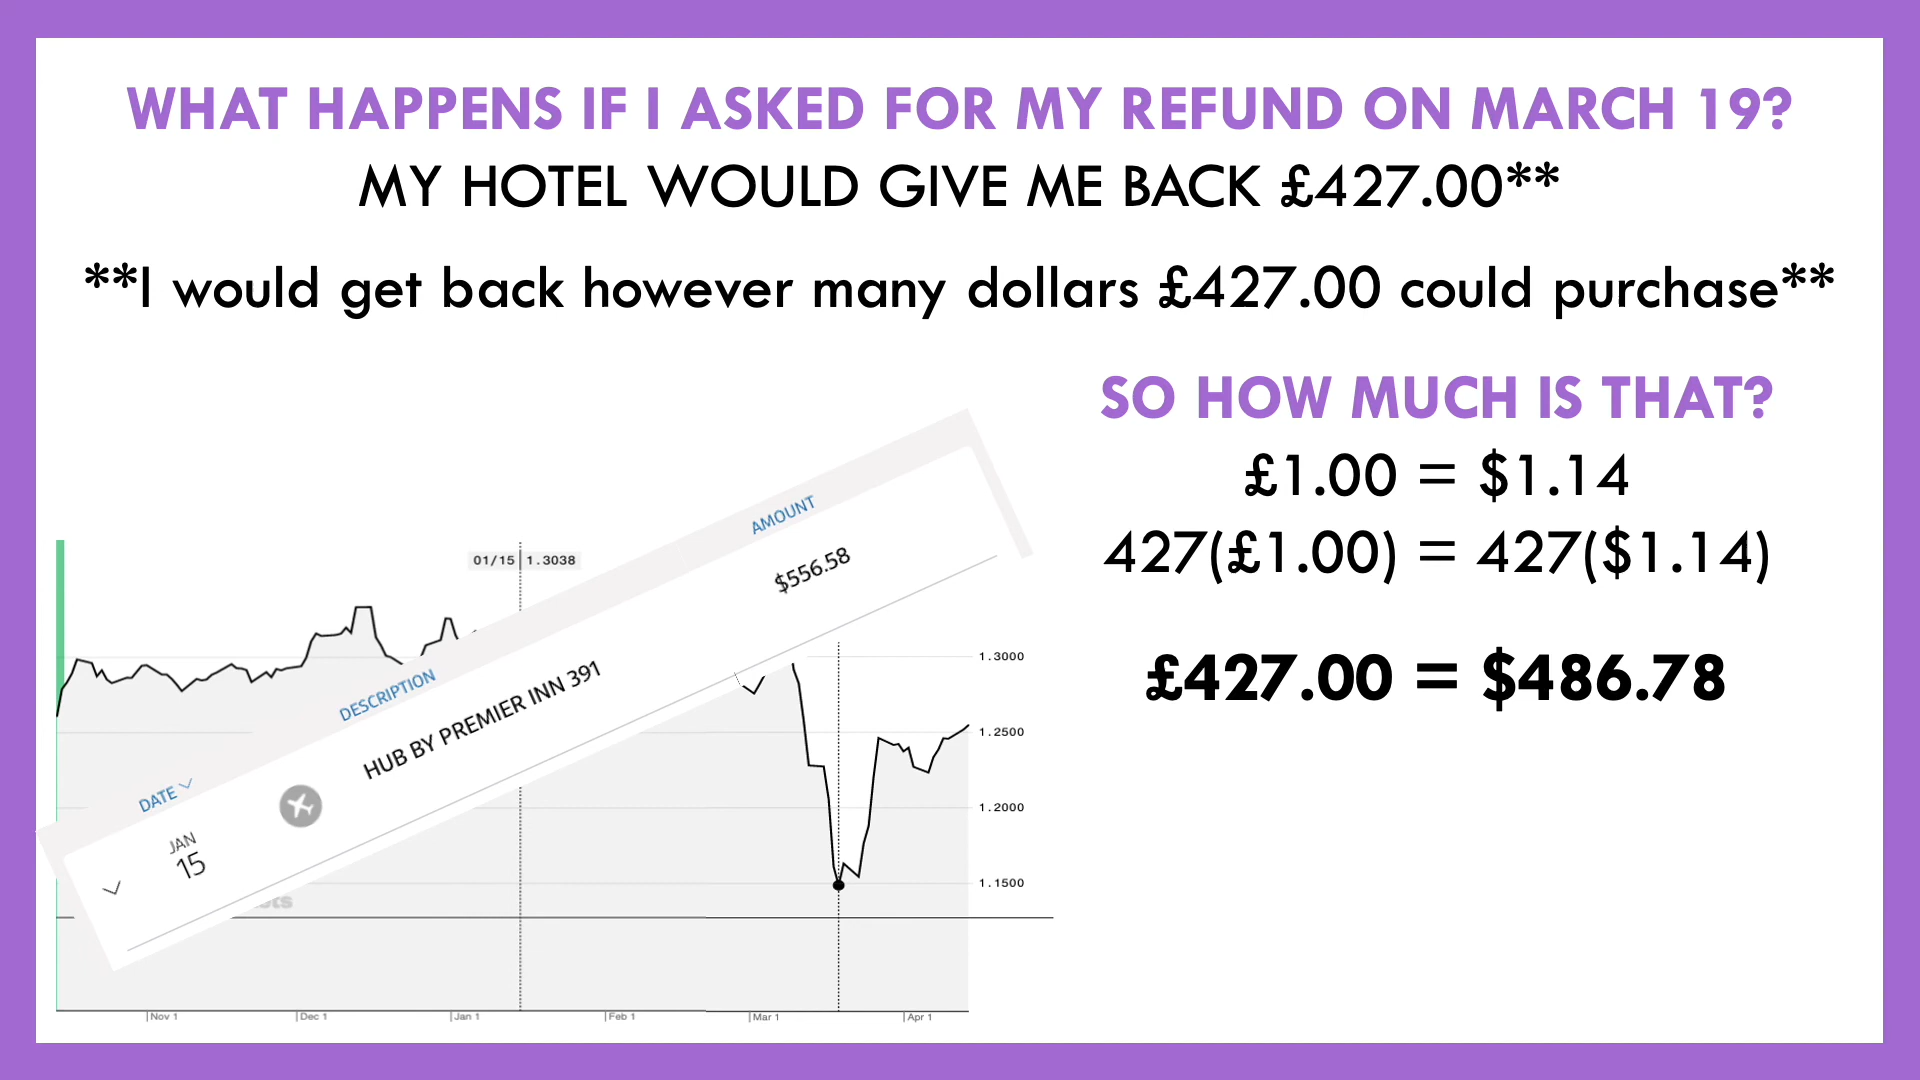 WHAT HAPPENS IF I ASKED FOR MY REFUND ON MARCH 19?
MY HOTEL WOULD GIVE ME BACK £427.00**
**I would get back however many dollars £427.00 could purchase**
SO HOW MUCH IS THAT?
£1.00 = $1.14
427(£1.00) = 427($1.14)
£427.00 = $486.78
01/15 1.3038
DATE DESCRIPTION AMOUNT
JAN
15 HUB BY PREMIER INN 391 $556.58
1.3000
1.2500
1.2000
1.1500
Nov 1 Dec 1 Jan 1 Feb 1 Mar 1 Apr 1